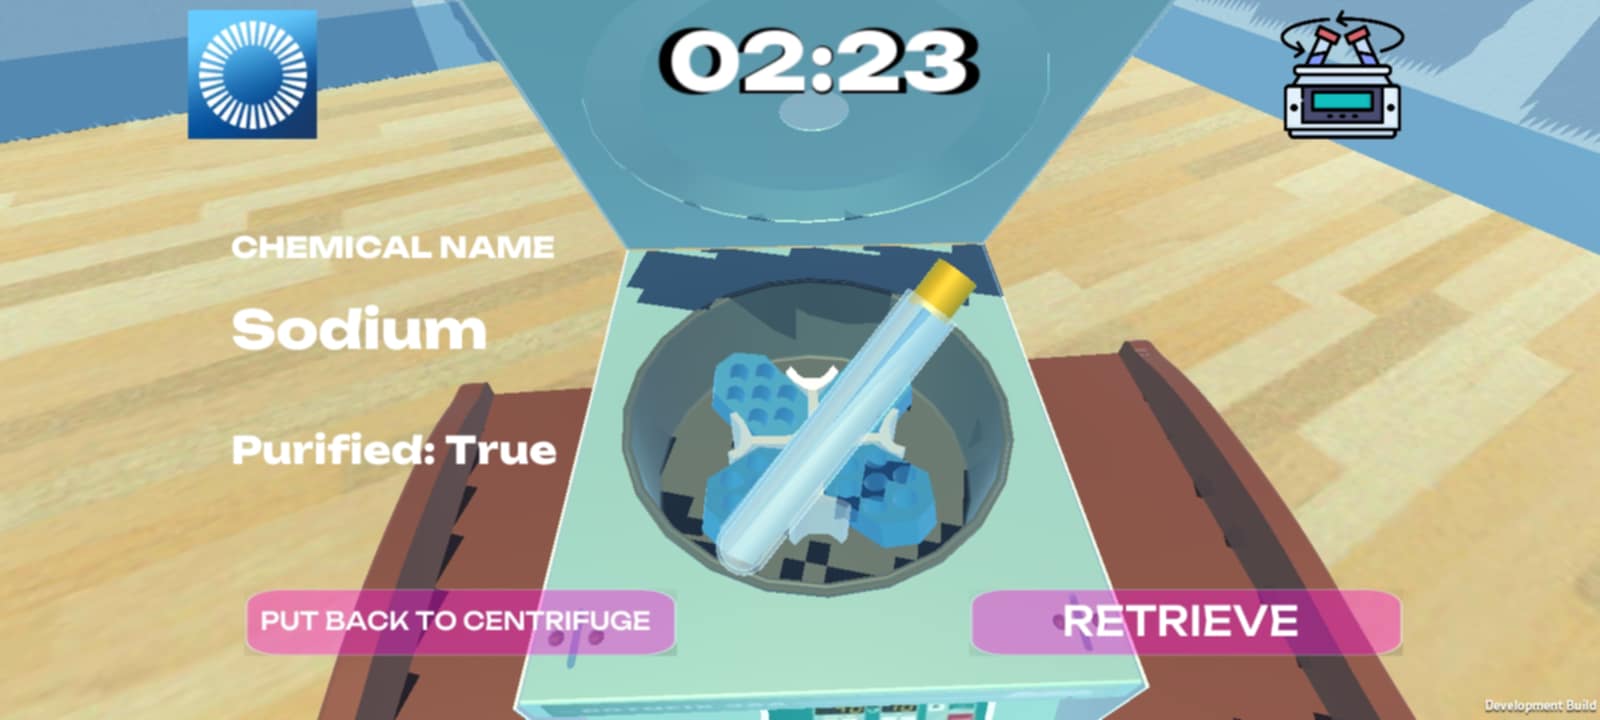 02:23
CHEMICAL NAME
Sodium
Purified: True
PUT BACK TO CENTRIFUGE
RETRIEVE
Development Build